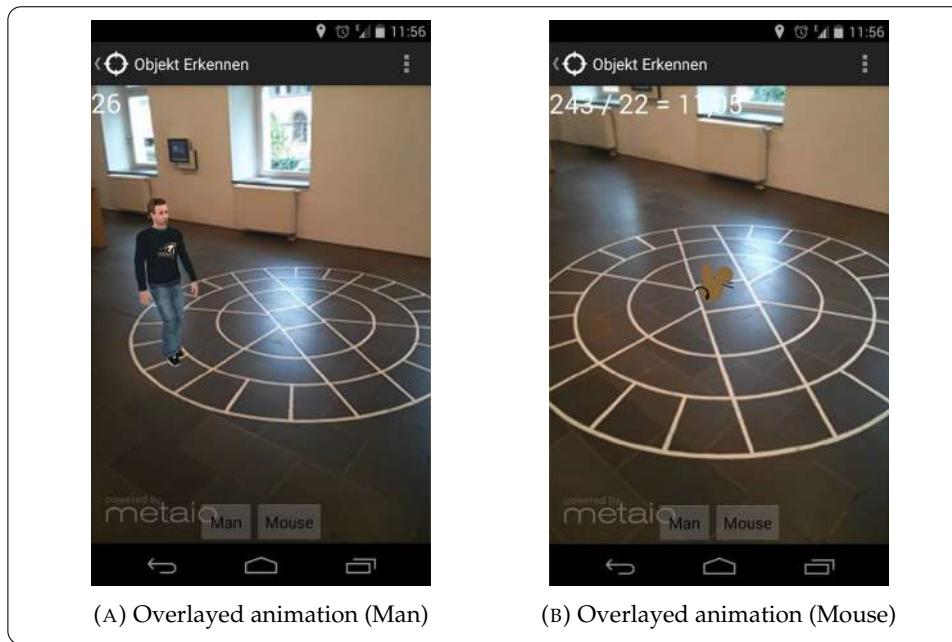 11:56
Objekt Erkennen
26
powered by
metaio
Man
Mouse
(A) Overlayed animation (Man)
11:56
Objekt Erkennen
243 / 22 = 11,05
powered by
metaio
Man
Mouse
(B) Overlayed animation (Mouse)